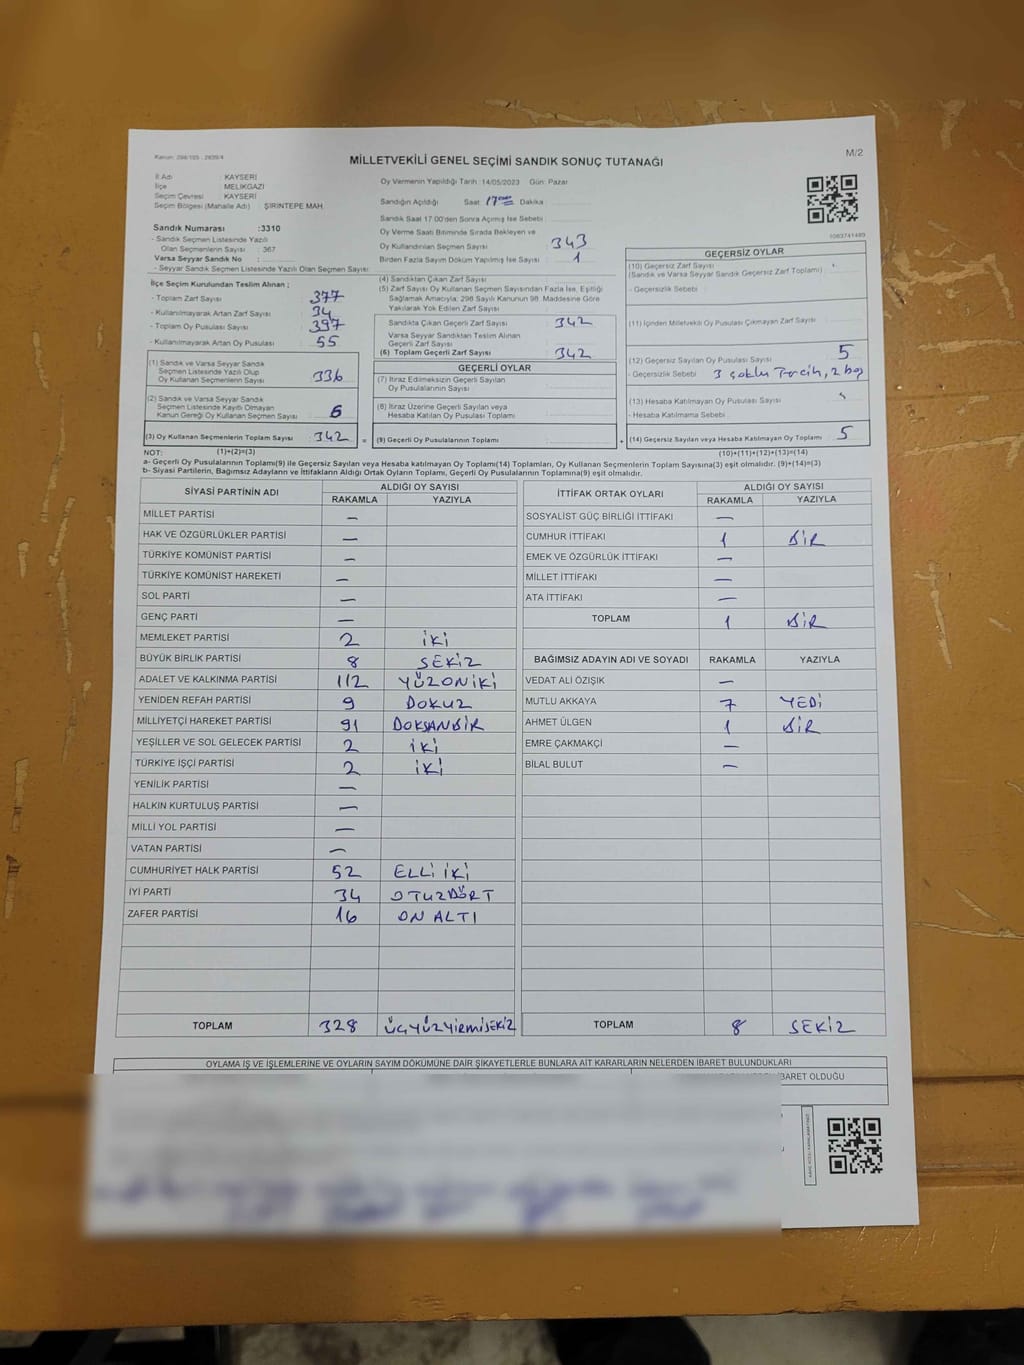 Kanun: 298/105 : 2839/4
MİLLETVEKİLİ GENEL SEÇİMİ SANDIK SONUÇ TUTANAĞI
M/2
İl Adı : KAYSERİ
İlçe : MELİKGAZİ
Seçim Çevresi : KAYSERİ
Seçim Bölgesi (Mahalle Adı) : ŞİRİNTEPE MAH.
Oy Vermenin Yapıldığı Tarih : 14/05/2023 Gün: Pazar
Sandığın Açıldığı Saat 17 Dakika :
Sandık Saat 17.00'den Sonra Açılmış İse Sebebi :
Oy Verme Saati Bitiminde Sırada Bekleyen ve
Oy Kullandırılan Seçmen Sayısı 343
Birden Fazla Sayım Döküm Yapılmış İse Sayısı : 1
1083741489
Sandık Numarası :3310
- Sandık Seçmen Listesinde Yazılı
Olan Seçmenlerin Sayısı : 367
Varsa Seyyar Sandık No :
- Seyyar Sandık Seçmen Listesinde Yazılı Olan Seçmen Sayısı:
İlçe Seçim Kurulundan Teslim Alınan ;
- Toplam Zarf Sayısı : 377
- Kullanılmayarak Artan Zarf Sayısı : 34
- Toplam Oy Pusulası Sayısı : 397
- Kullanılmayarak Artan Oy Pusulası : 55
(1) Sandık ve Varsa Seyyar Sandık
Seçmen Listesinde Yazılı Olup
Oy Kullanan Seçmenlerin Sayısı 336
(2) Sandık ve Varsa Seyyar Sandık
Seçmen Listesinde Kayıtlı Olmayan
Kanun Gereği Oy Kullanan Seçmen Sayısı : 6
(3) Oy Kullanan Seçmenlerin Toplam Sayısı : 342 =
(4) Sandıktan Çıkan Zarf Sayısı
(5) Zarf Sayısı Oy Kullanan Seçmen Sayısından Fazla İse, Eşitliği
Sağlamak Amacıyla; 298 Sayılı Kanunun 98. Maddesine Göre
Yakılarak Yok Edilen Zarf Sayısı :
Sandıkta Çıkan Geçerli Zarf Sayısı : 342
Varsa Seyyar Sandıktan Teslim Alınan
Geçerli Zarf Sayısı :
(6) Toplam Geçerli Zarf Sayısı : 342
GEÇERLİ OYLAR
(7) İtiraz Edilmeksizin Geçerli Sayılan
Oy Pusulalarının Sayısı
(8) İtiraz Üzerine Geçerli Sayılan veya
Hesaba Katılan Oy Pusulası Toplamı
(9) Geçerli Oy Pusulalarının Toplamı +
GEÇERSİZ OYLAR
(10) Geçersiz Zarf Sayısı
(Sandık ve Varsa Seyyar Sandık Geçersiz Zarf Toplamı) :
- Geçersizlik Sebebi :
(11) İçinden Milletvekili Oy Pusulası Çıkmayan Zarf Sayısı :
(12) Geçersiz Sayılan Oy Pusulası Sayısı : 5
- Geçersizlik Sebebi 3 çoklu Tercih, 2 boş
(13) Hesaba Katılmayan Oy Pusulası Sayısı :
- Hesaba Katılmama Sebebi :
(14) Geçersiz Sayılan veya Hesaba Katılmayan Oy Toplamı : 5
NOT: (1)+(2)=(3) (10)+(11)+(12)+(13)=(14)
a- Geçerli Oy Pusulalarının Toplamı(9) ile Geçersiz Sayılan veya Hesaba katılmayan Oy Toplamı(14) Toplamları, Oy Kullanan Seçmenlerin Toplam Sayısına(3) eşit olmalıdır. (9)+(14)=(3)
b- Siyasi Partilerin, Bağımsız Adayların ve İttifakların Aldığı Ortak Oyların Toplamı, Geçerli Oy Pusulalarının Toplamına(9) eşit olmalıdır.
SİYASİ PARTİNİN ADI ALDIĞI OY SAYISI
RAKAMLA YAZIYLA
MİLLET PARTİSİ —
HAK VE ÖZGÜRLÜKLER PARTİSİ —
TÜRKİYE KOMÜNİST PARTİSİ —
TÜRKİYE KOMÜNİST HAREKETİ —
SOL PARTİ —
GENÇ PARTİ —
MEMLEKET PARTİSİ 2 İKİ
BÜYÜK BİRLİK PARTİSİ 8 SEKİZ
ADALET VE KALKINMA PARTİSİ 112 YÜZONİKİ
YENİDEN REFAH PARTİSİ 9 DOKUZ
MİLLİYETÇİ HAREKET PARTİSİ 91 DOKSANBİR
YEŞİLLER VE SOL GELECEK PARTİSİ 2 İKİ
TÜRKİYE İŞÇİ PARTİSİ 2 İKİ
YENİLİK PARTİSİ —
HALKIN KURTULUŞ PARTİSİ —
MİLLİ YOL PARTİSİ —
VATAN PARTİSİ —
CUMHURİYET HALK PARTİSİ 52 ELLİ İKİ
İYİ PARTİ 34 OTUZDÖRT
ZAFER PARTİSİ 16 ON ALTI
TOPLAM 328 ÜÇYÜZYİRMİSEKİZ
İTTİFAK ORTAK OYLARI ALDIĞI OY SAYISI
RAKAMLA YAZIYLA
SOSYALİST GÜÇ BİRLİĞİ İTTİFAKI —
CUMHUR İTTİFAKI 1 BİR
EMEK VE ÖZGÜRLÜK İTTİFAKI —
MİLLET İTTİFAKI —
ATA İTTİFAKI —
TOPLAM 1 BİR
BAĞIMSIZ ADAYIN ADI VE SOYADI RAKAMLA YAZIYLA
VEDAT ALİ ÖZIŞIK —
MUTLU AKKAYA 7 YEDİ
AHMET ÜLGEN 1 BİR
EMRE ÇAKMAKÇİ —
BİLAL BULUT —
TOPLAM 8 SEKİZ
OYLAMA İŞ VE İŞLEMLERİNE VE OYLARIN SAYIM DÖKÜMÜNE DAİR ŞİKAYETLERLE BUNLARA AİT KARARLARIN NELERDEN İBARET BULUNDUKLARI
İBARET OLDUĞU